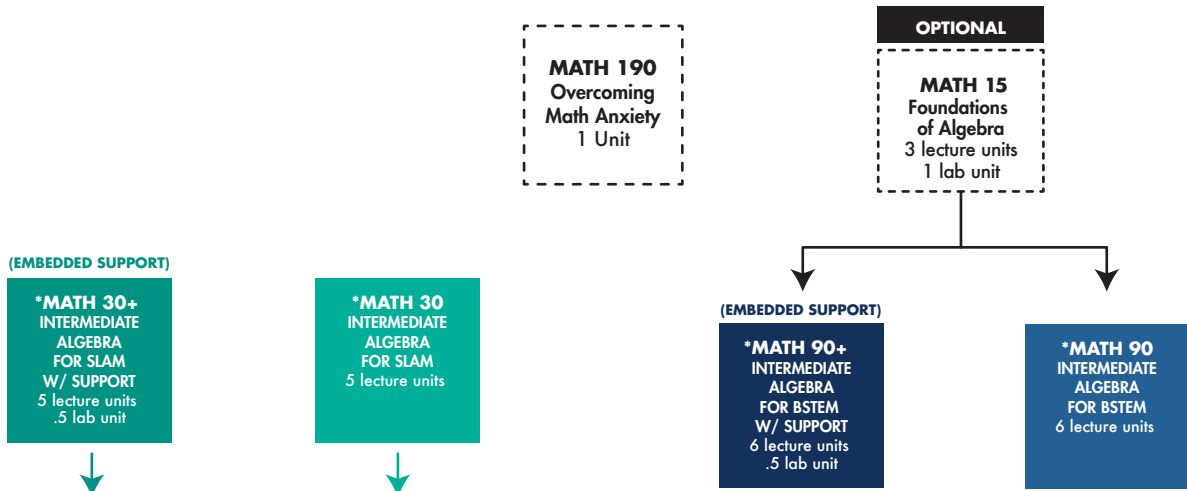 OPTIONAL
MATH 190
Overcoming
Math Anxiety
1 Unit
MATH 15
Foundations
of Algebra
3 lecture units
1 lab unit
(EMBEDDED SUPPORT)
*MATH 30+
INTERMEDIATE
ALGEBRA
FOR SLAM
W/ SUPPORT
5 lecture units
.5 lab unit
*MATH 30
INTERMEDIATE
ALGEBRA
FOR SLAM
5 lecture units
(EMBEDDED SUPPORT)
*MATH 90+
INTERMEDIATE
ALGEBRA
FOR BSTEM
W/ SUPPORT
6 lecture units
.5 lab unit
*MATH 90
INTERMEDIATE
ALGEBRA
FOR BSTEM
6 lecture units